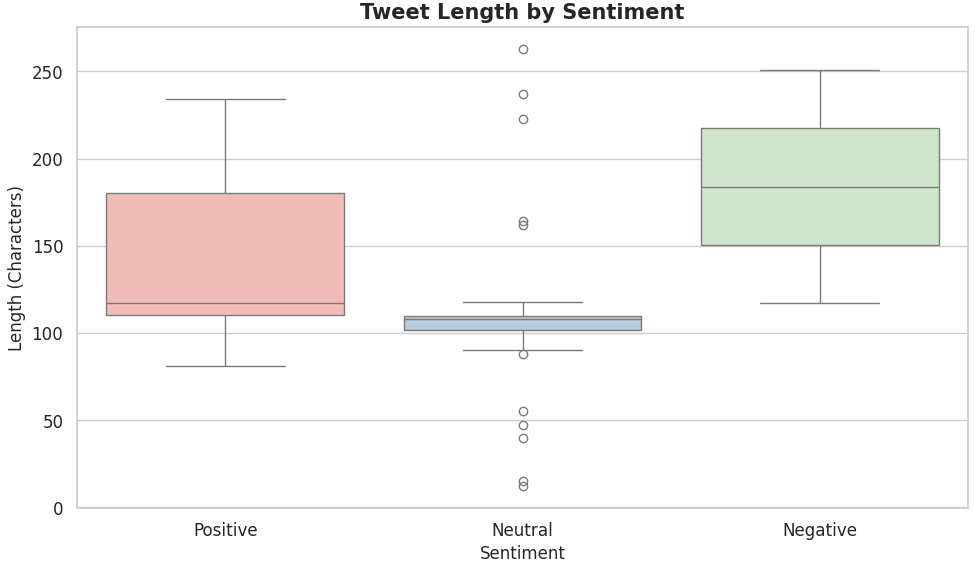 Tweet Length by Sentiment
Length (Characters)
250
200
150
100
50
0
Positive
Neutral
Negative
Sentiment